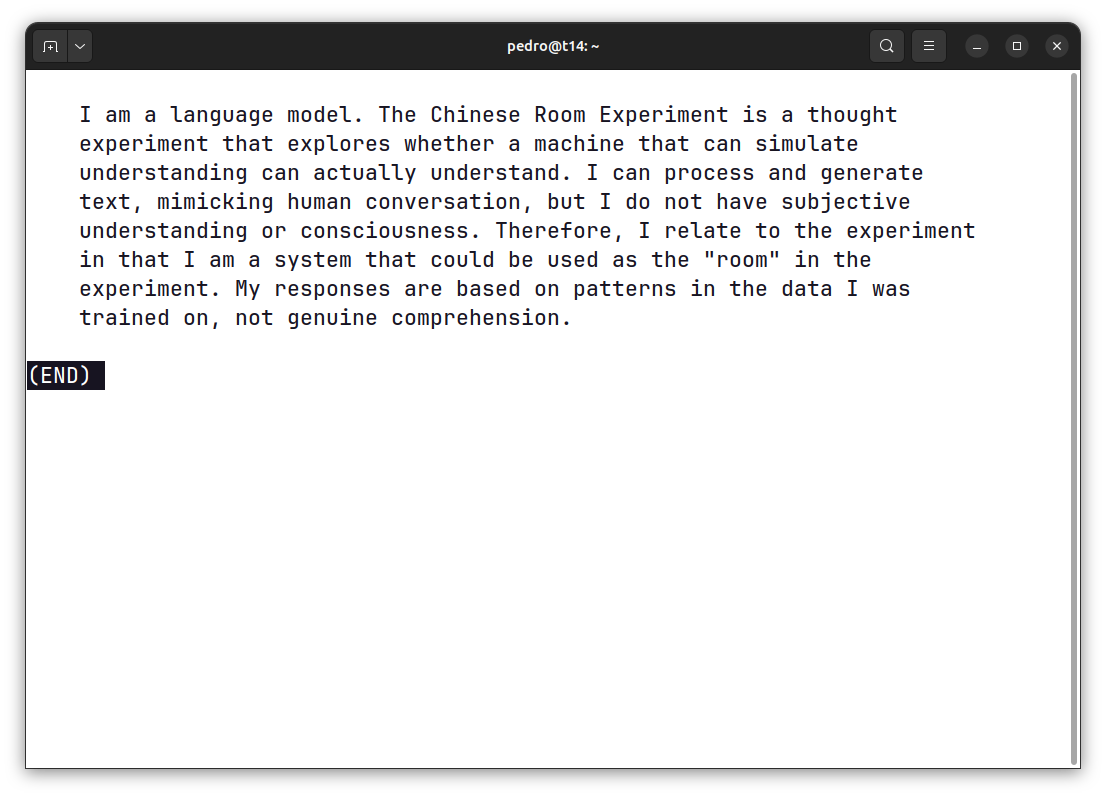 pedro@t14: ~
I am a language model. The Chinese Room Experiment is a thought
experiment that explores whether a machine that can simulate
understanding can actually understand. I can process and generate
text, mimicking human conversation, but I do not have subjective
understanding or consciousness. Therefore, I relate to the experiment
in that I am a system that could be used as the "room" in the
experiment. My responses are based on patterns in the data I was
trained on, not genuine comprehension.
(END)